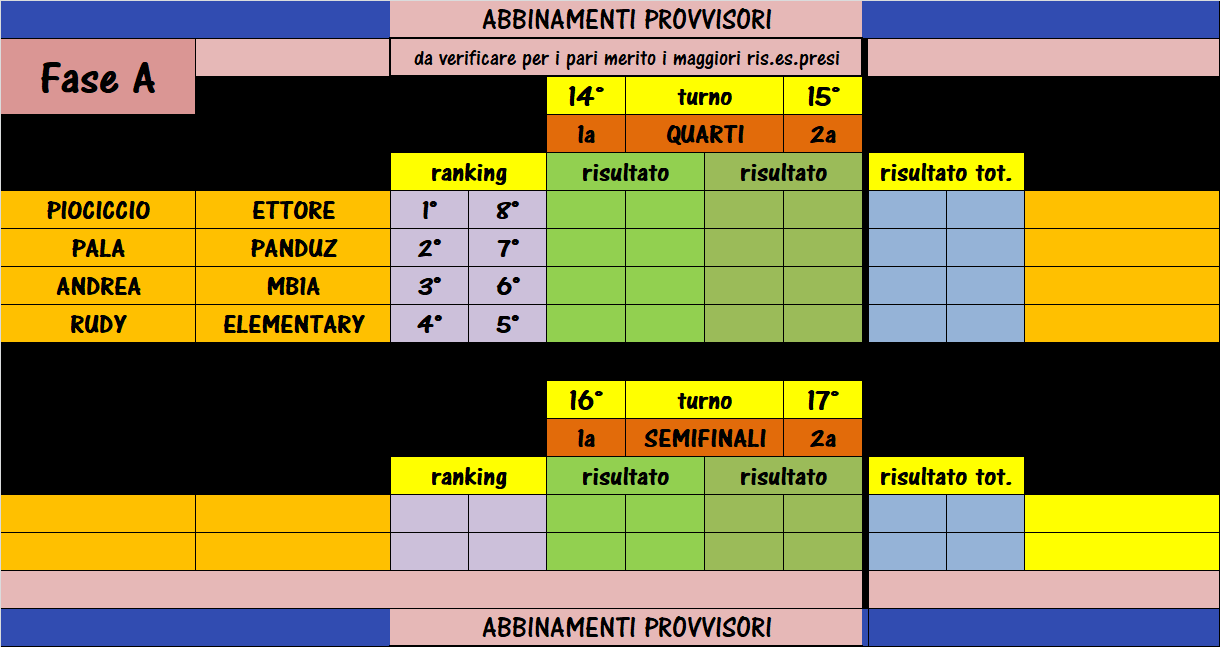 ABBINAMENTI PROVVISORI
Fase A
da verificare per i pari merito i maggiori ris.es.presi
14° turno 15°
1a QUARTI 2a
ranking risultato risultato risultato tot.
PIOCICCIO ETTORE 1° 8°
PALA PANDUZ 2° 7°
ANDREA MBIA 3° 6°
RUDY ELEMENTARY 4° 5°
16° turno 17°
1a SEMIFINALI 2a
ranking risultato risultato risultato tot.
ABBINAMENTI PROVVISORI